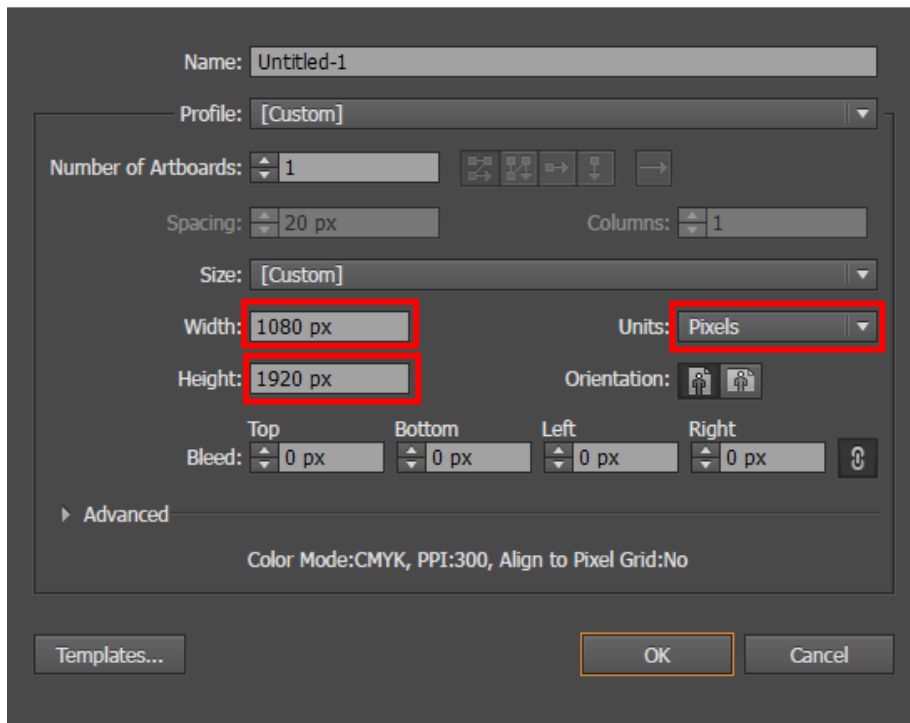 Name: Untitled-1
Profile: [Custom]
Number of Artboards: 1
Spacing: 20 px Columns: 1
Size: [Custom]
Width: 1080 px Units: Pixels
Height: 1920 px Orientation:
Top Bottom Left Right
Bleed: 0 px 0 px 0 px 0 px
Advanced
Color Mode:CMYK, PPI:300, Align to Pixel Grid:No
Templates... OK Cancel